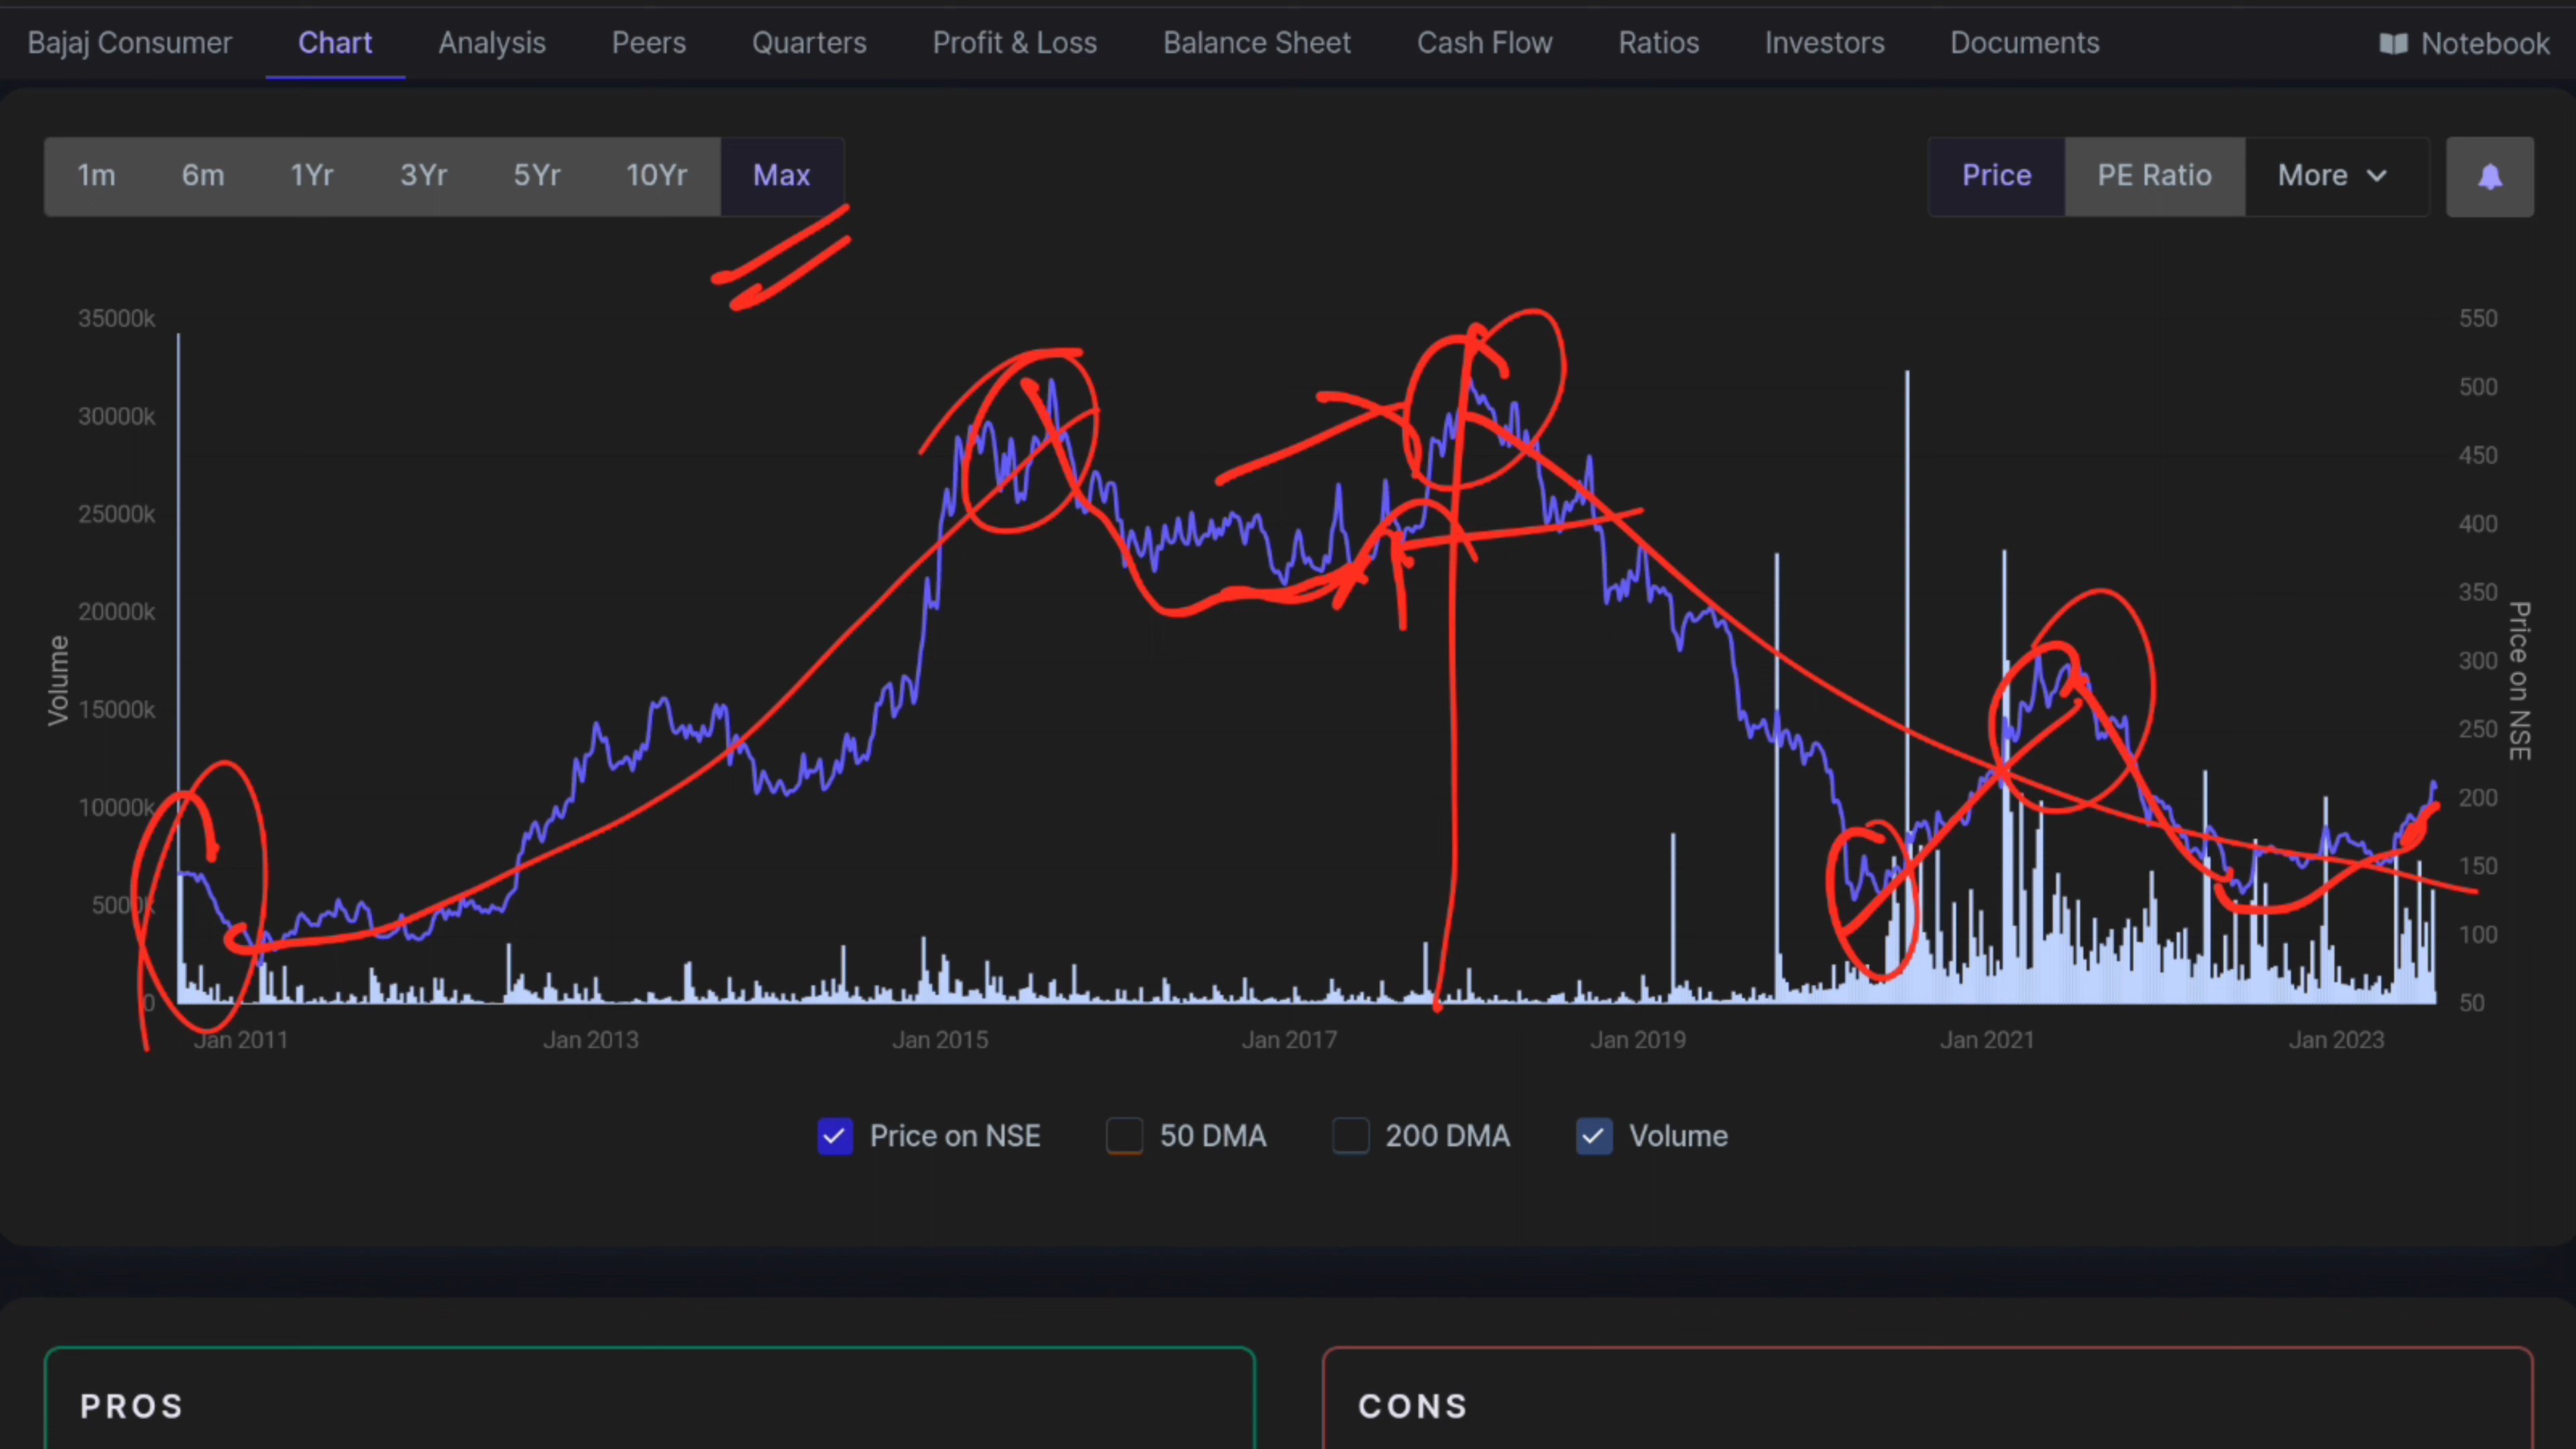 Bajaj Consumer Chart Analysis Peers Quarters Profit & Loss Balance Sheet Cash Flow Ratios Investors Documents Notebook
1m 6m 1Yr 3Yr 5Yr 10Yr Max Price PE Ratio More
35000k 550
500
30000k
450
25000k
400
20000k 350
Volume
Price on NSE
300
15000k
250
10000k 200
150
5000k
100
0 50
Jan 2011 Jan 2013 Jan 2015 Jan 2017 Jan 2019 Jan 2021 Jan 2023
Price on NSE 50 DMA 200 DMA Volume
PROS CONS